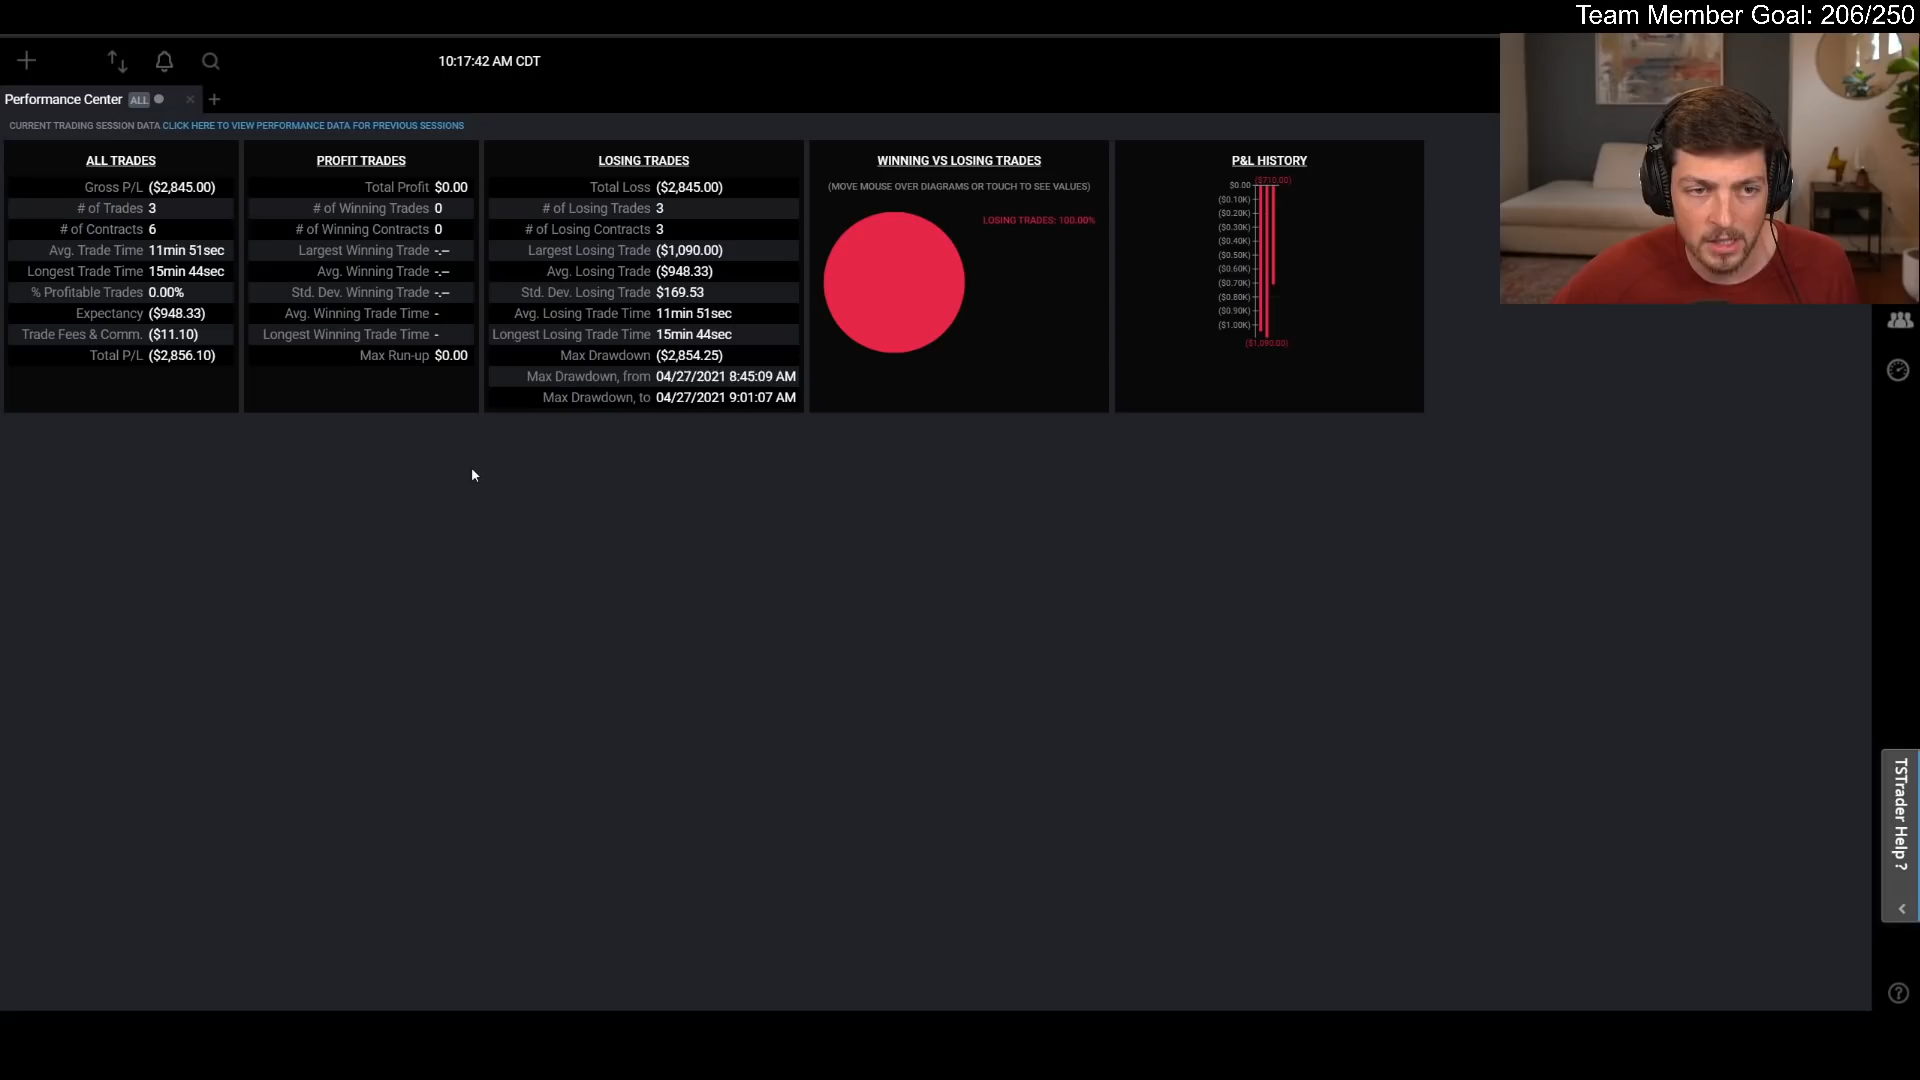 Team Member Goal: 206/250
10:17:42 AM CDT
Performance Center ALL
CURRENT TRADING SESSION DATA CLICK HERE TO VIEW PERFORMANCE DATA FOR PREVIOUS SESSIONS
ALL TRADES
Gross P/L ($2,845.00)
# of Trades 3
# of Contracts 6
Avg. Trade Time 11min 51sec
Longest Trade Time 15min 44sec
% Profitable Trades 0.00%
Expectancy ($948.33)
Trade Fees & Comm. ($11.10)
Total P/L ($2,856.10)
PROFIT TRADES
Total Profit $0.00
# of Winning Trades 0
# of Winning Contracts 0
Largest Winning Trade -.--
Avg. Winning Trade -.--
Std. Dev. Winning Trade -.--
Avg. Winning Trade Time -
Longest Winning Trade Time -
Max Run-up $0.00
LOSING TRADES
Total Loss ($2,845.00)
# of Losing Trades 3
# of Losing Contracts 3
Largest Losing Trade ($1,090.00)
Avg. Losing Trade ($948.33)
Std. Dev. Losing Trade $169.53
Avg. Losing Trade Time 11min 51sec
Longest Losing Trade Time 15min 44sec
Max Drawdown ($2,854.25)
Max Drawdown, from 04/27/2021 8:45:09 AM
Max Drawdown, to 04/27/2021 9:01:07 AM
WINNING VS LOSING TRADES
(MOVE MOUSE OVER DIAGRAMS OR TOUCH TO SEE VALUES)
LOSING TRADES: 100.00%
P&L HISTORY
($710.00)
$0.00
($0.10K)
($0.20K)
($0.30K)
($0.40K)
($0.50K)
($0.60K)
($0.70K)
($0.80K)
($0.90K)
($1.00K)
($1,090.00)
TSTrader Help ?